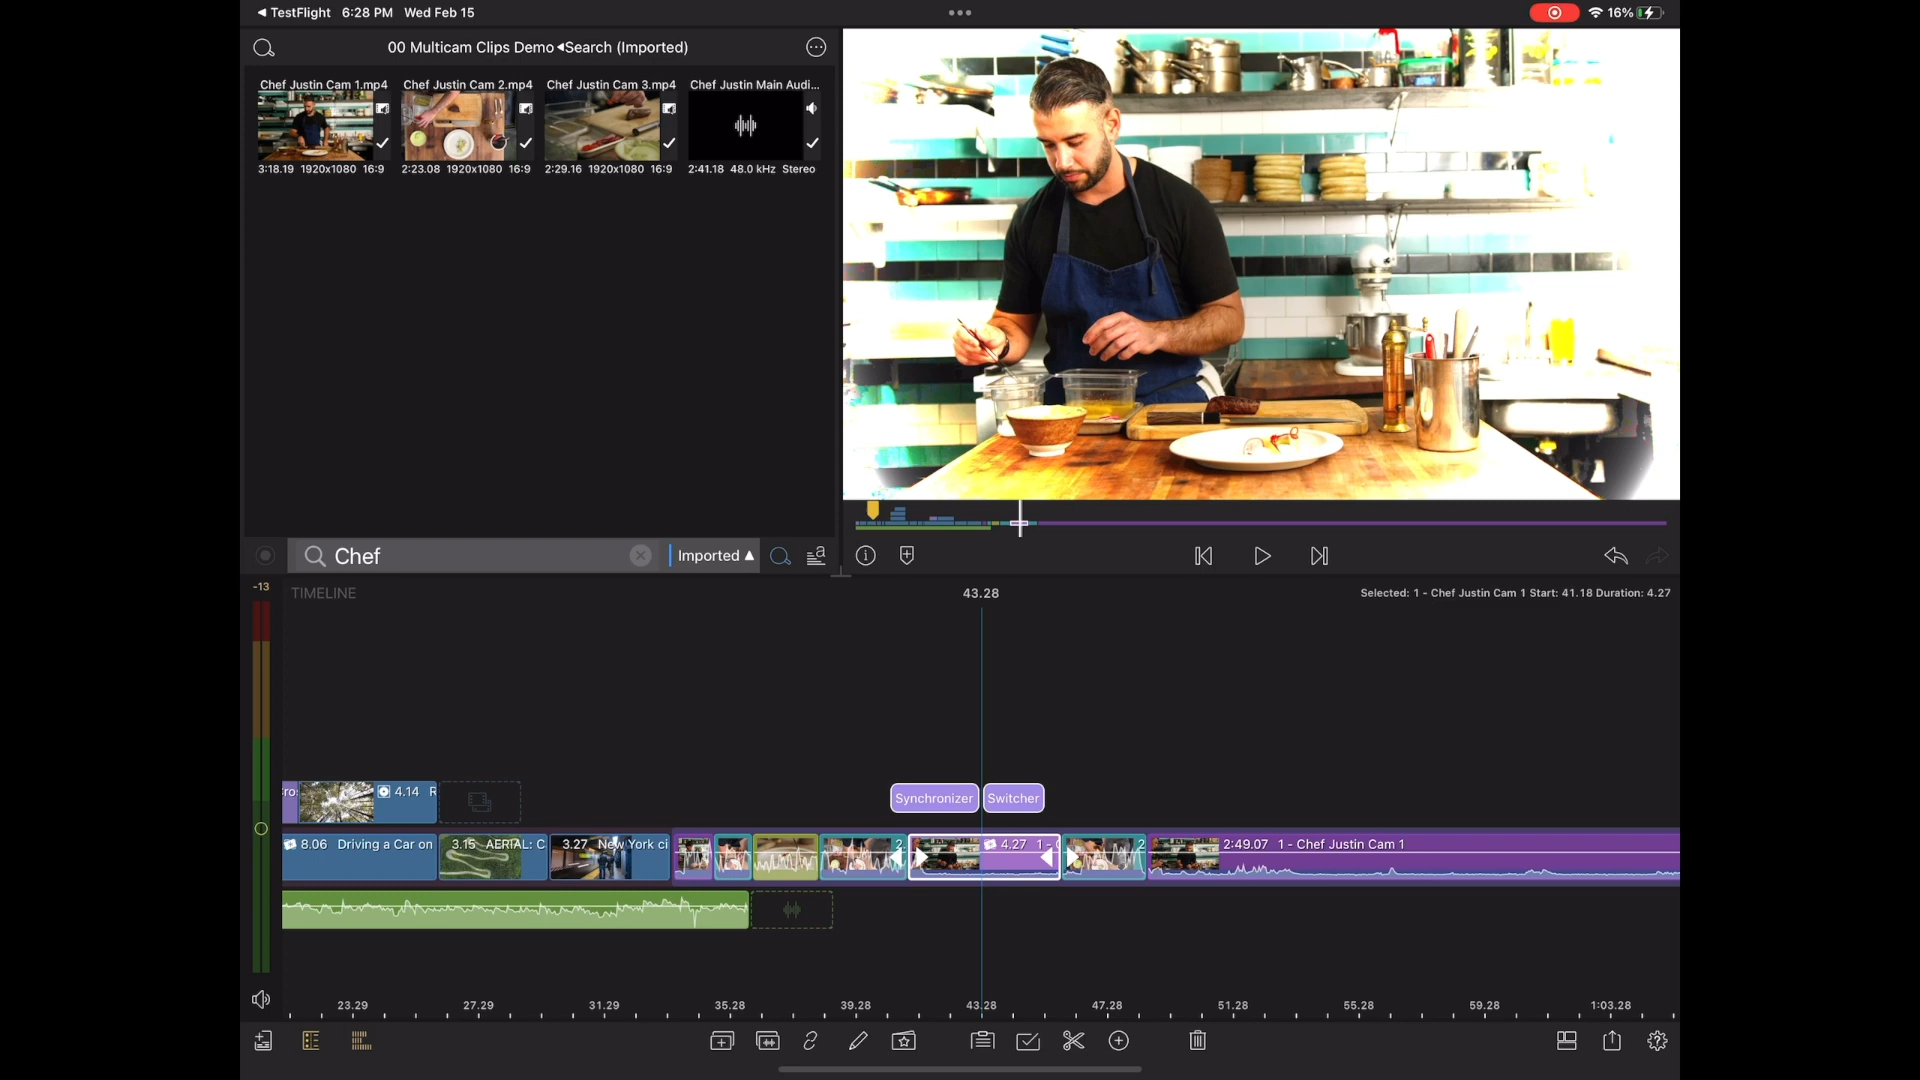 TestFlight 6:28 PM Wed Feb 15
16%
00 Multicam Clips Demo Search (Imported)
Chef Justin Cam 1.mp4 Chef Justin Cam 2.mp4 Chef Justin Cam 3.mp4 Chef Justin Main Audi...
3:18.19 1920x1080 16:9 2:23.08 1920x1080 16:9 2:29.16 1920x1080 16:9 2:41.18 48.0 kHz Stereo
Chef Imported
-13 TIMELINE 43.28 Selected: 1 - Chef Justin Cam 1 Start: 41.18 Duration: 4.27
Synchronizer Switcher
4.14 R
8.06 Driving a Car on 3.15 AERIAL: C 3.27 New York ci 2. 4.27 1 - 2 2:49.07 1 - Chef Justin Cam 1
23.29 27.29 31.29 35.28 39.28 43.28 47.28 51.28 55.28 59.28 1:03.28